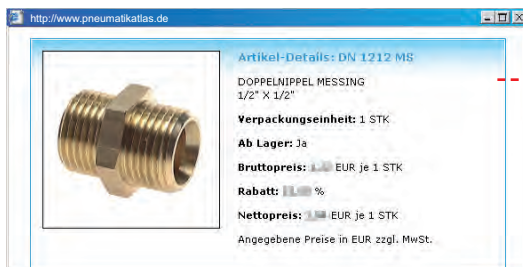 http://www.pneumatikatlas.de
Artikel-Details: DN 1212 MS
DOPPELNIPPEL MESSING
1/2" X 1/2"
Verpackungseinheit: 1 STK
Ab Lager: Ja
Bruttopreis: EUR je 1 STK
Rabatt: %
Nettopreis: EUR je 1 STK
Angegebene Preise in EUR zzgl. MwSt.